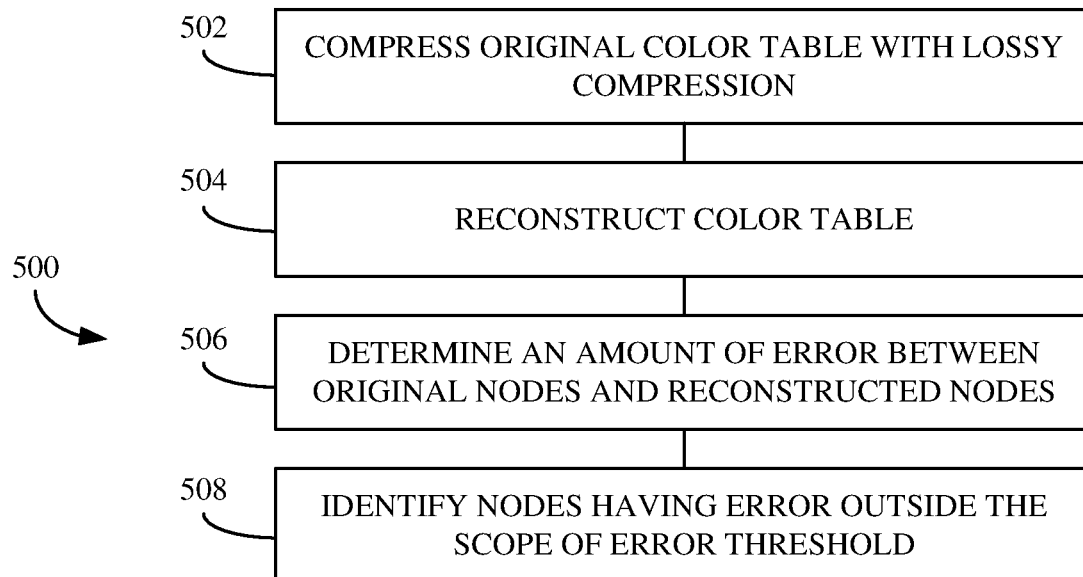 502
COMPRESS ORIGINAL COLOR TABLE WITH LOSSY
COMPRESSION
504
RECONSTRUCT COLOR TABLE
500
506
DETERMINE AN AMOUNT OF ERROR BETWEEN
ORIGINAL NODES AND RECONSTRUCTED NODES
508
IDENTIFY NODES HAVING ERROR OUTSIDE THE
SCOPE OF ERROR THRESHOLD